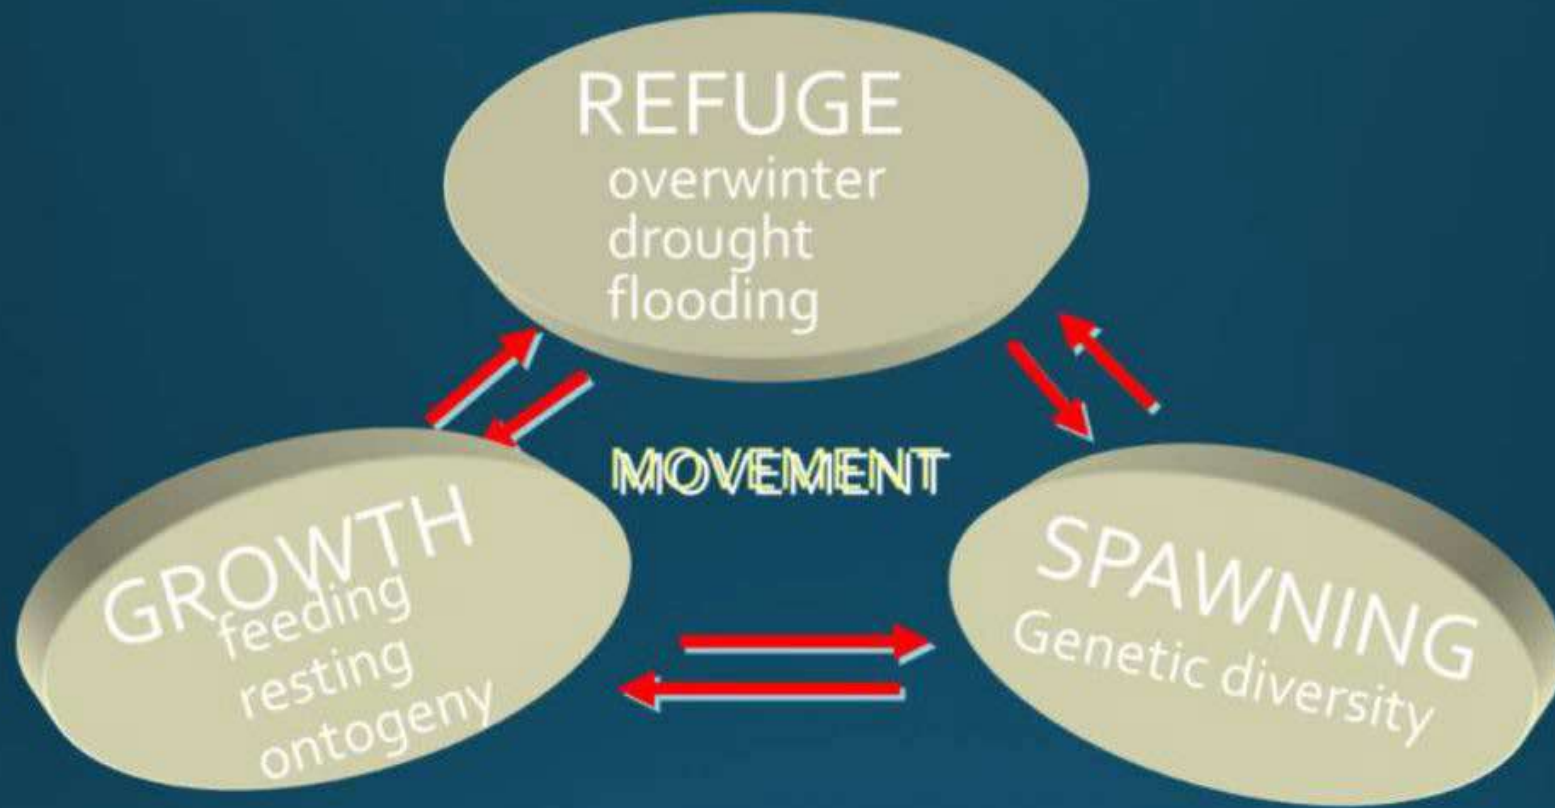 REFUGE
overwinter
drought
flooding
MOVEMENT
GROWTH
feeding
resting
ontogeny
SPAWNING
Genetic diversity